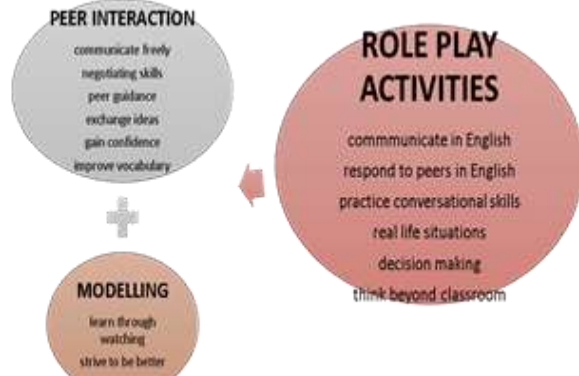 PEER INTERACTION
communicate freely
negotiating skills
peer guidance
exchange ideas
gain confidence
improve vocabulary
MODELLING
learn through
watching
strive to be better
ROLE PLAY
ACTIVITIES
commmunicate in English
respond to peers in English
practice conversational skills
real life situations
decision making
think beyond classroom